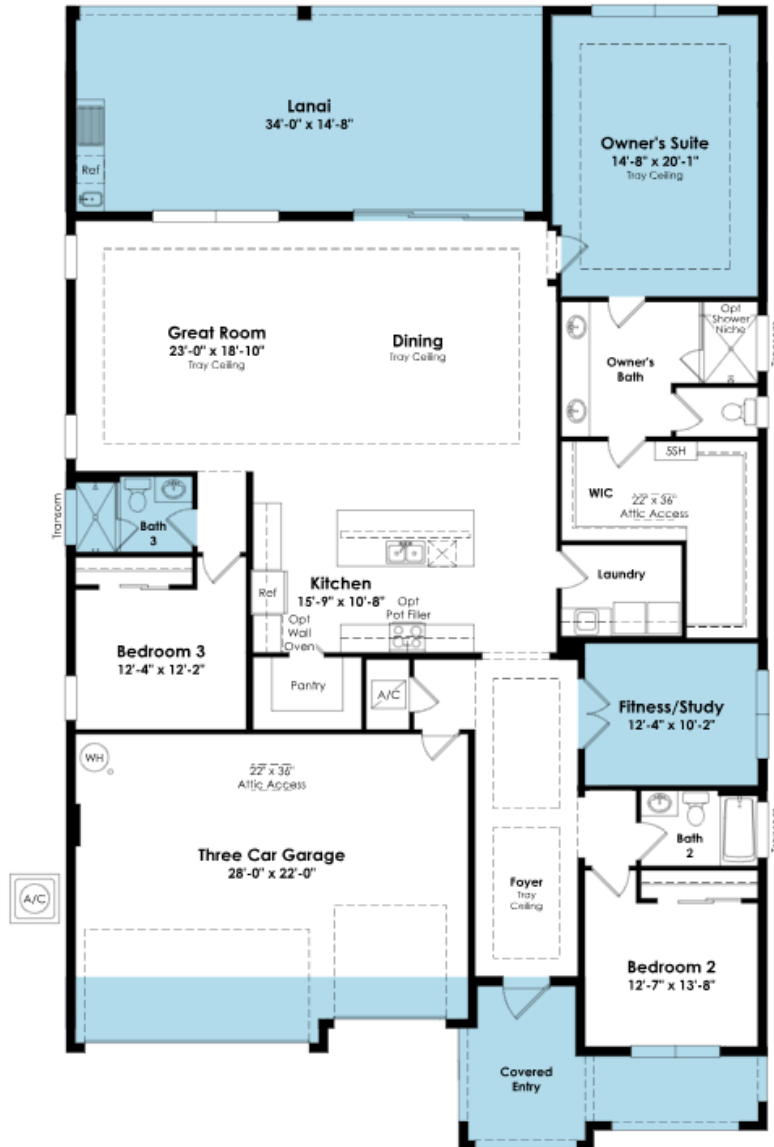 Lanai
34'-0" x 14'-8"
Ref
Owner's Suite
14'-8" x 20'-1"
Tray Ceiling
Great Room
23'-0" x 18'-10"
Tray Ceiling
Dining
Tray Ceiling
Opt
Shower
Niche
Transom
Owner's
Bath
5SH
WIC
22" x 36"
Attic Access
Transom
Bath
3
Laundry
Kitchen
15'-9" x 10'-8"
Ref
Opt
Pot Filler
Opt
Wall
Oven
Bedroom 3
12'-4" x 12'-2"
Pantry
A/C
Fitness/Study
12'-4" x 10'-2"
WH
22" x 36"
Attic Access
Three Car Garage
28'-0" x 22'-0"
A/C
Foyer
Tray
Ceiling
Bath
2
Transom
Bedroom 2
12'-7" x 13'-8"
Covered
Entry